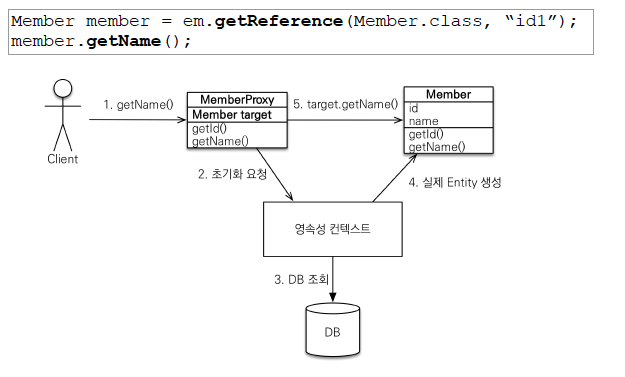 Member member = em.getReference(Member.class, “id1”);
member.getName();
1. getName()
MemberProxy
Member target
getId()
getName()
5. target.getName()
Member
id
name
getId()
getName()
Client
2. 초기화 요청
4. 실제 Entity 생성
영속성 컨텍스트
3. DB 조회
DB